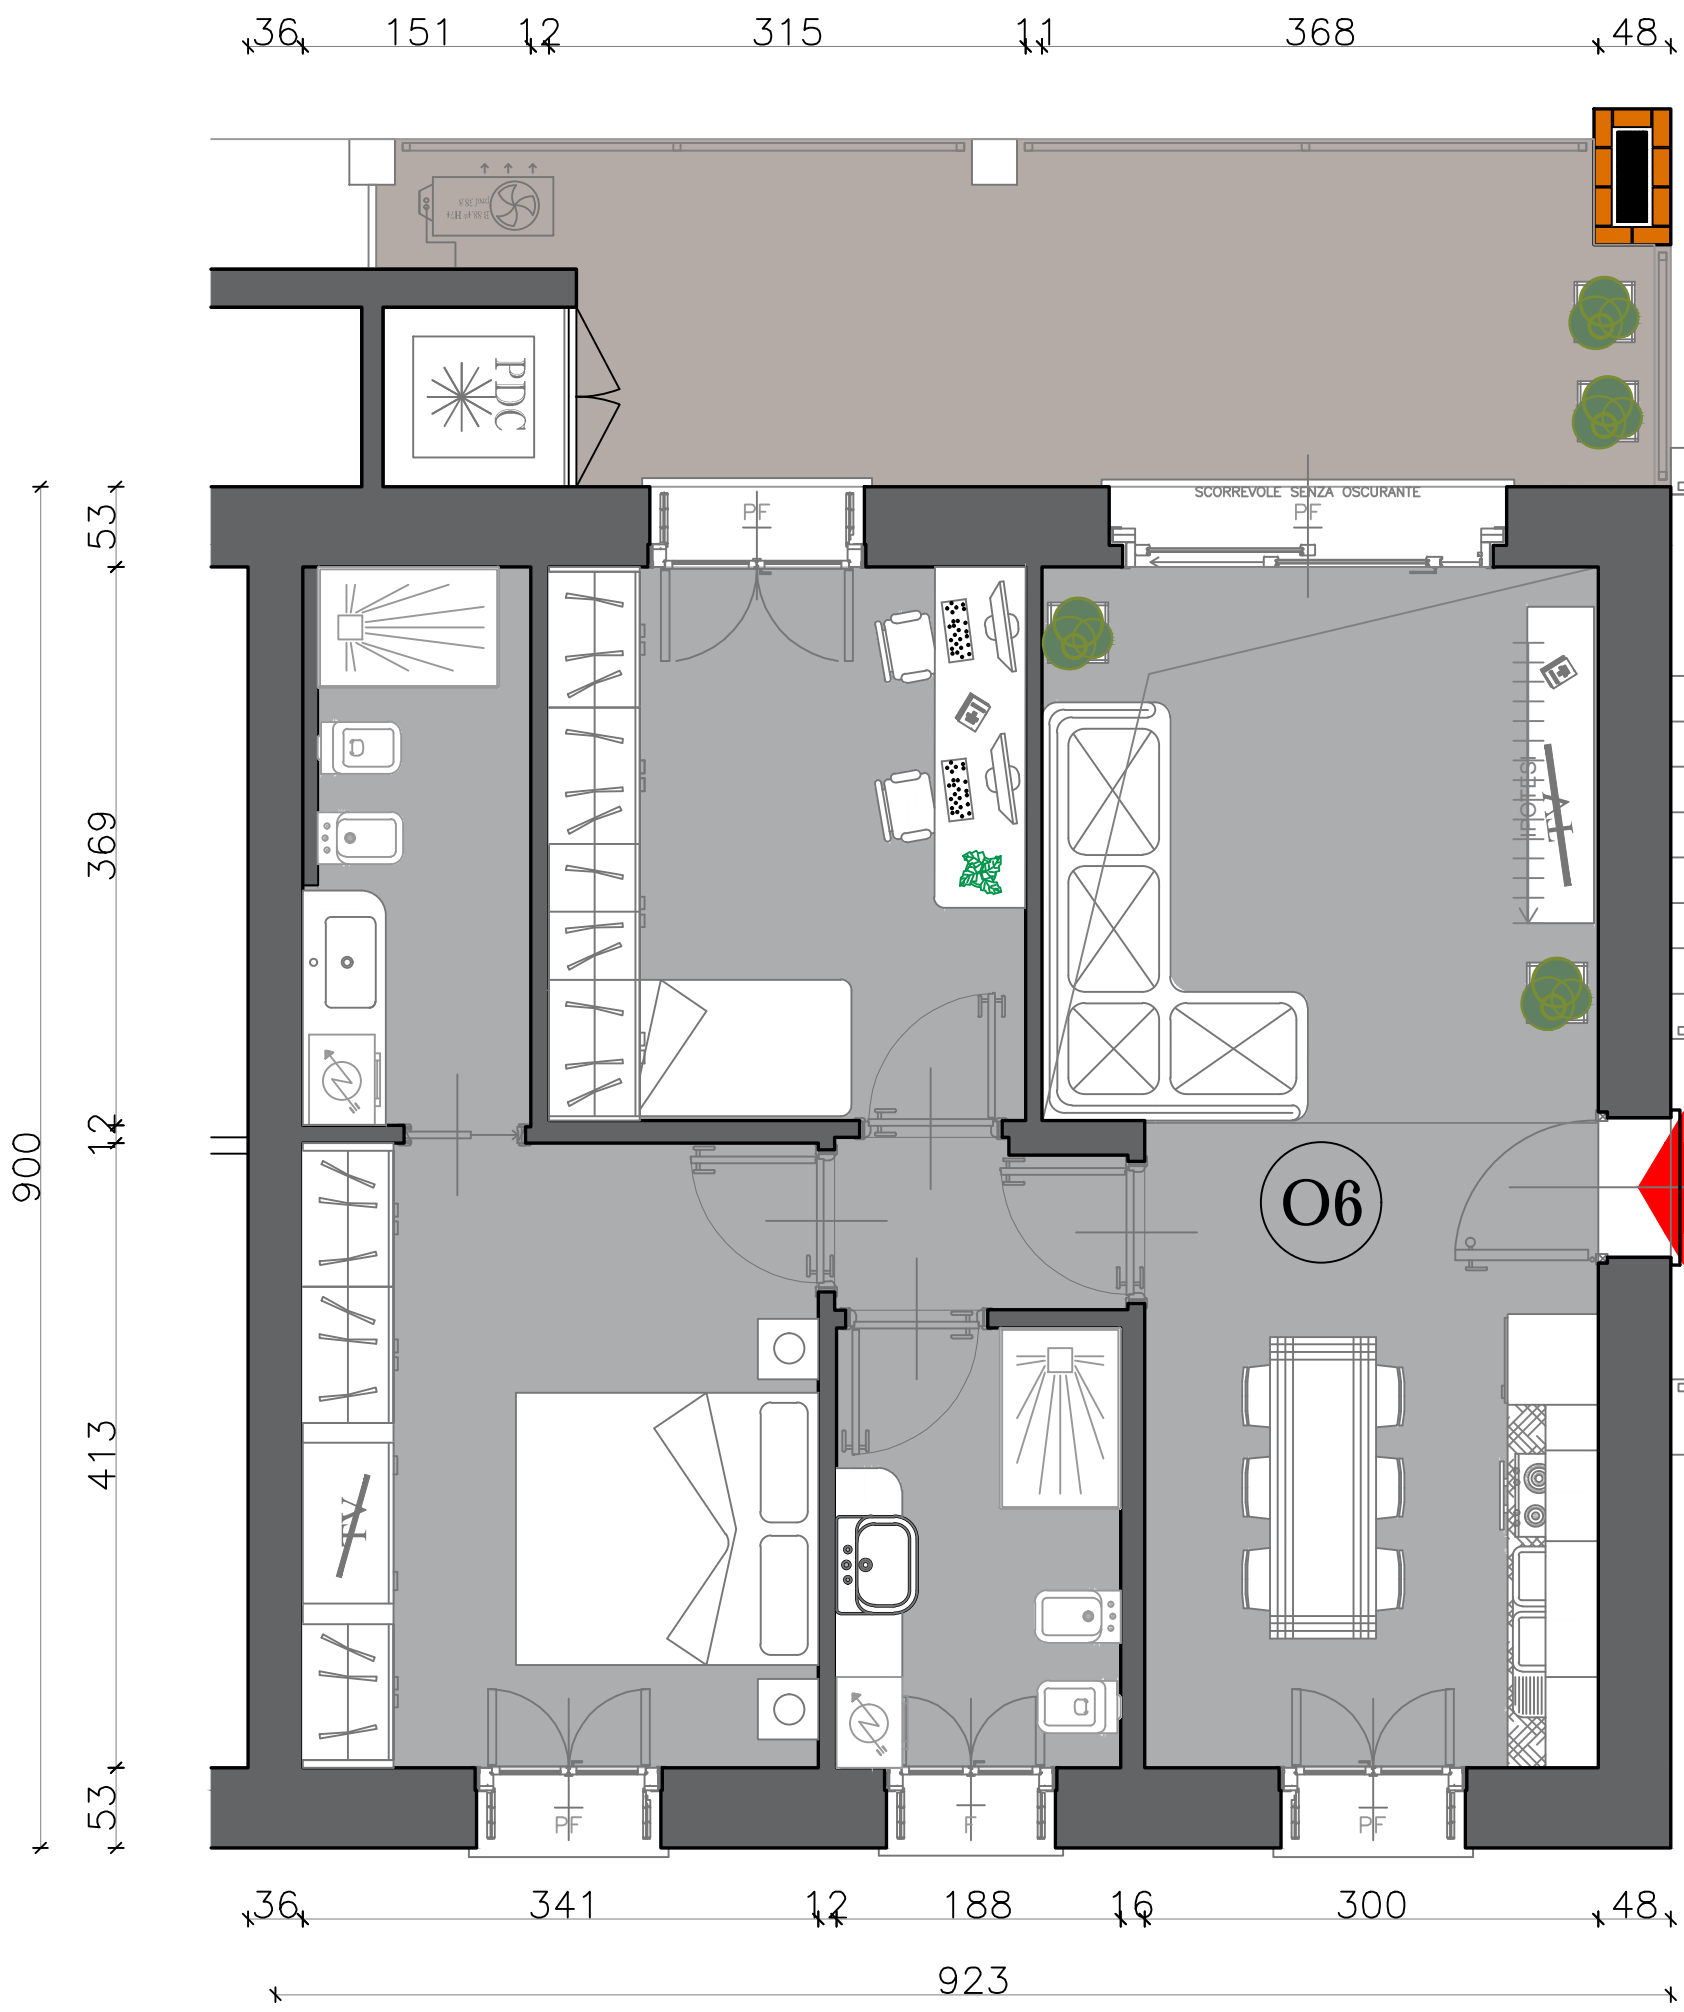 36 151 12 315 11 368 48
PDC
SCORREVOLE SENZA OSCURANTE
PF
PF
53
369
12
900
413
53
O6
PF
F
PF
36 341 12 188 16 300 48
923